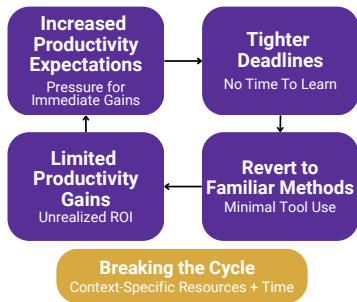 Increased
Productivity
Expectations
Pressure for
Immediate Gains
Tighter
Deadlines
No Time To Learn
Revert to
Familiar Methods
Minimal Tool Use
Limited
Productivity
Gains
Unrealized ROI
Breaking the Cycle
Context-Specific Resources + Time